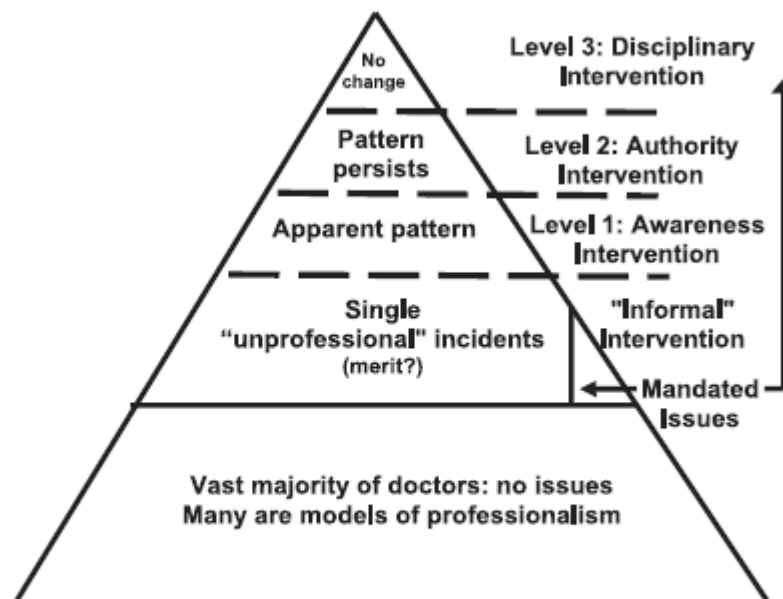 No
change
Level 3: Disciplinary
Intervention
Pattern
persists
Level 2: Authority
Intervention
Apparent pattern
Level 1: Awareness
Intervention
Single
“unprofessional" incidents
(merit?)
"Informal"
Intervention
Mandated
Issues
Vast majority of doctors: no issues
Many are models of professionalism